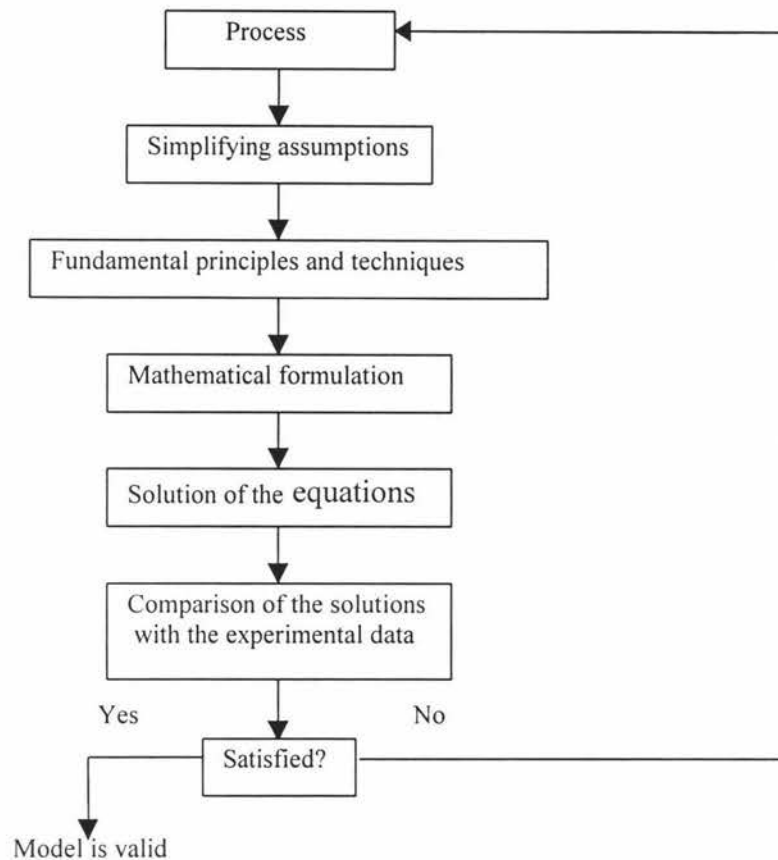 Process
Simplifying assumptions
Fundamental principles and techniques
Mathematical formulation
Solution of the equations
Comparison of the solutions
with the experimental data
Yes
No
Satisfied?
Model is valid